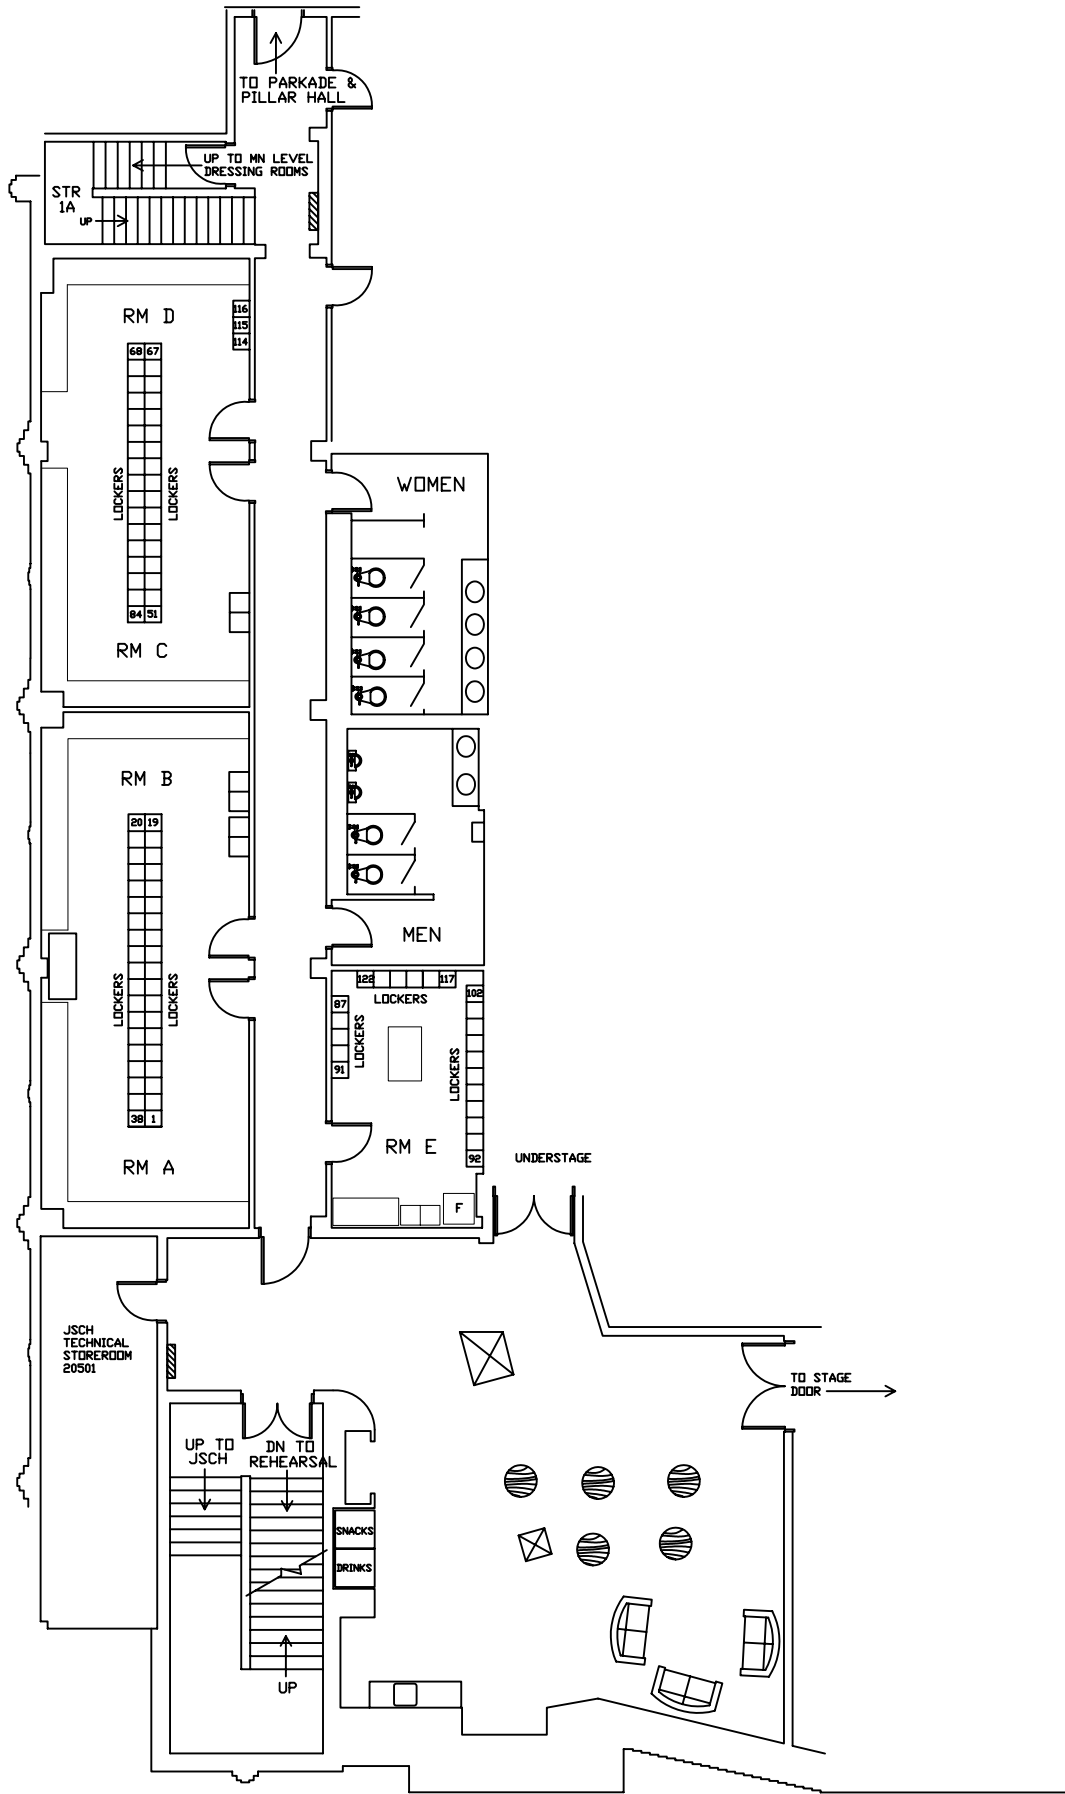 TO PARKADE &
PILLAR HALL
UP TO MN LEVEL
DRESSING ROOMS
STR
1A
UP
RM D
116
115
114
68 67
LOCKERS
LOCKERS
84 51
RM C
WOMEN
RM B
20 19
LOCKERS
LOCKERS
38 1
RM A
MEN
122
117
LOCKERS
87
LOCKERS
91
102
LOCKERS
92
RM E
F
UNDERSTAGE
JSCH
TECHNICAL
STOREROOM
20501
TO STAGE
DOOR
UP TO
JSCH
DN TO
REHEARSAL
SNACKS
DRINKS
UP